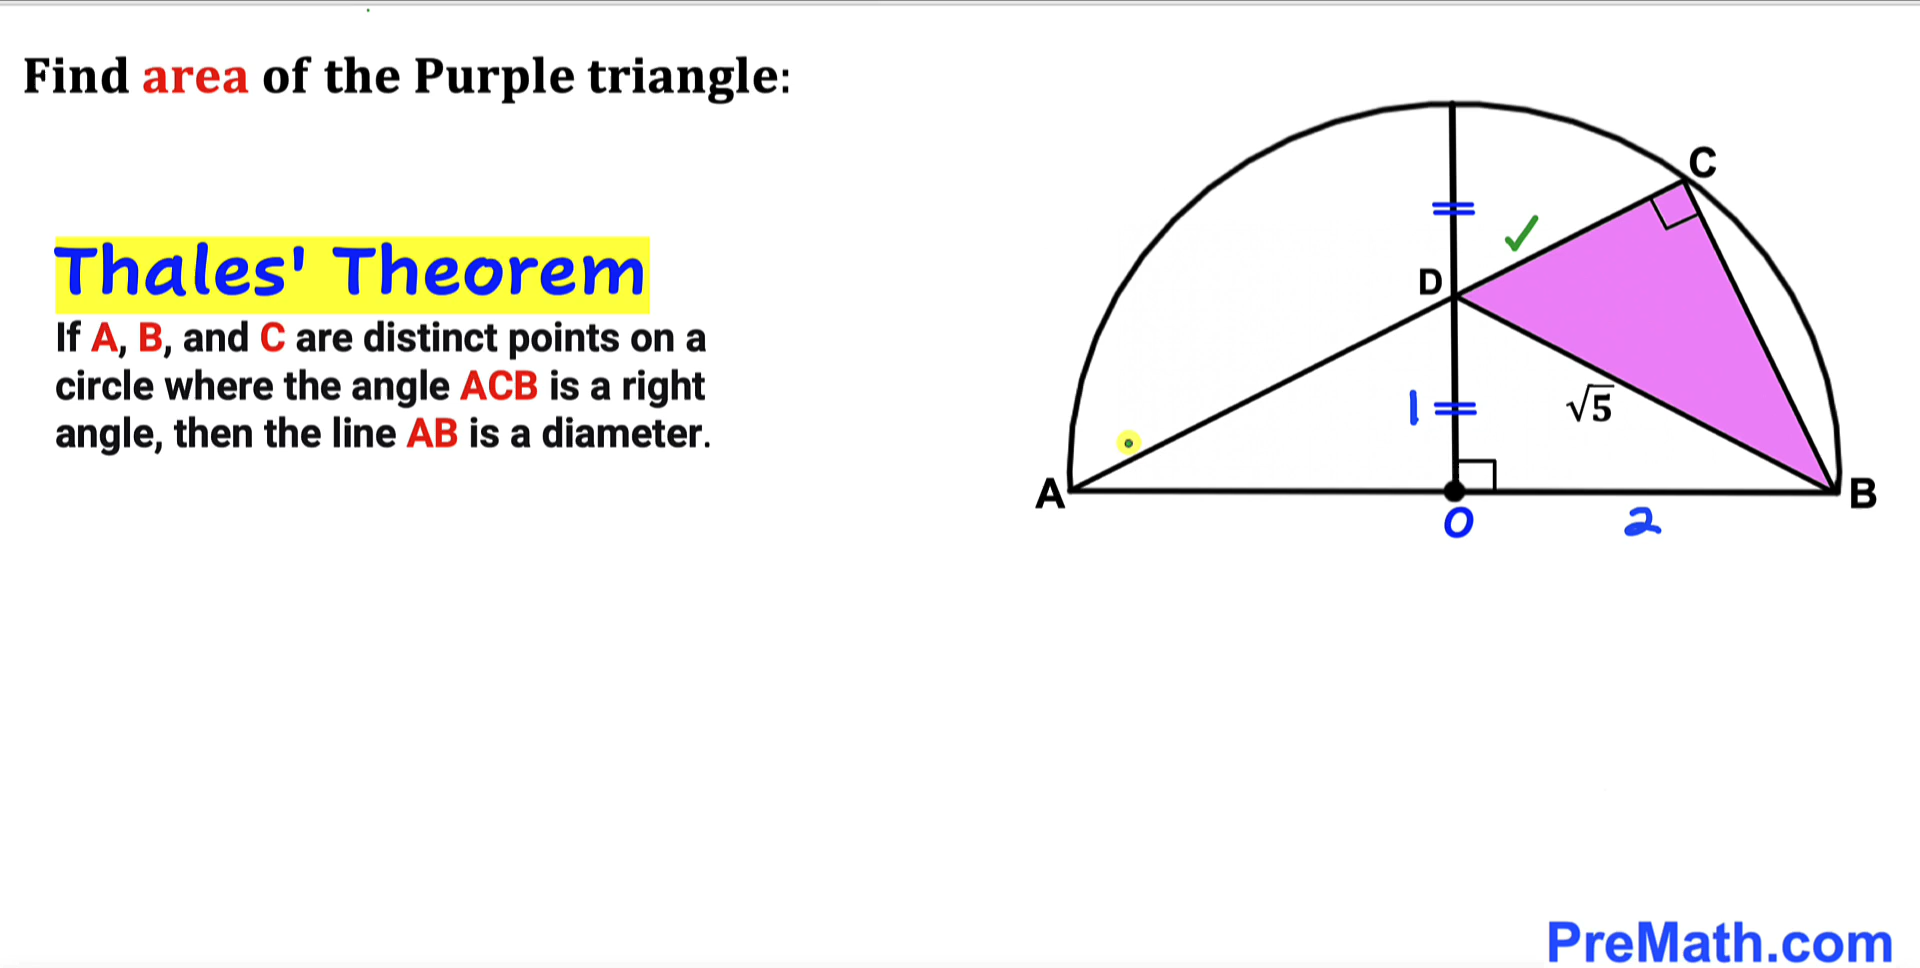 Find area of the Purple triangle:
Thales' Theorem
If A, B, and C are distinct points on a
circle where the angle ACB is a right
angle, then the line AB is a diameter.
C
D
1
√5
A
B
O
2
PreMath.com